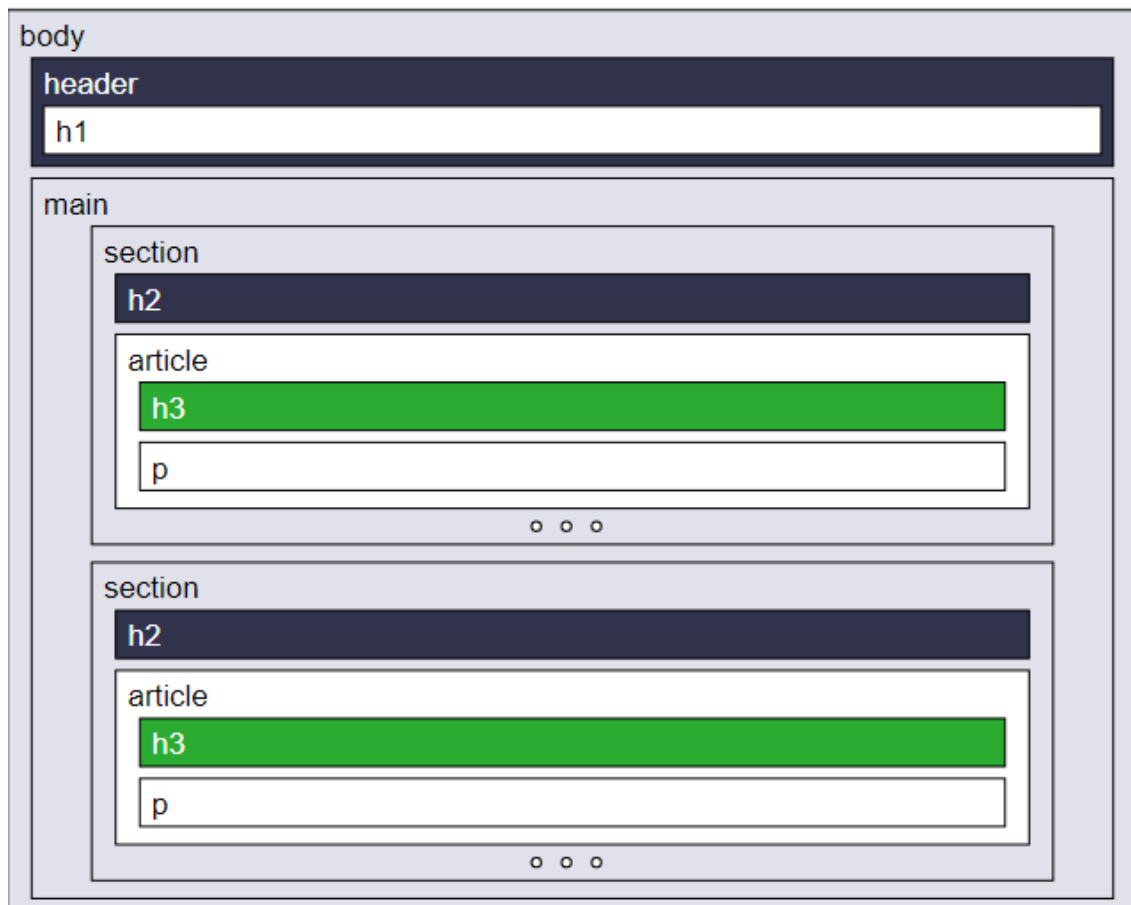 body
header
h1
main
section
h2
article
h3
p
section
h2
article
h3
p